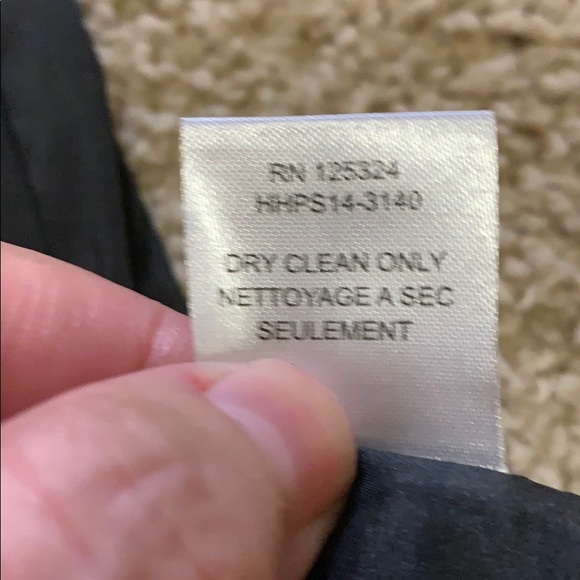 RN 125324
HHPS14-3140
DRY CLEAN ONLY
NETTOYAGE A SEC
SEULEMENT